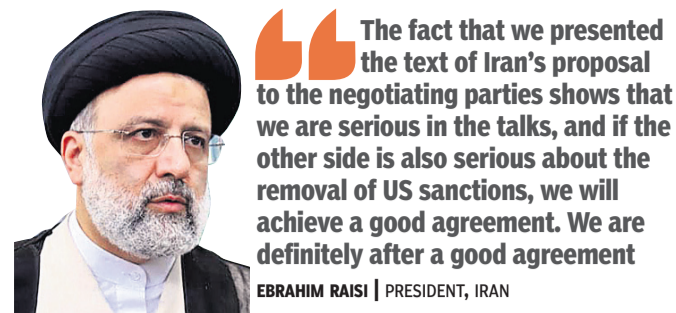 The fact that we presented
the text of Iran's proposal
to the negotiating parties shows that
we are serious in the talks, and if the
other side is also serious about the
removal of US sanctions, we will
achieve a good agreement. We are
definitely after a good agreement
EBRAHIM RAISI | PRESIDENT, IRAN